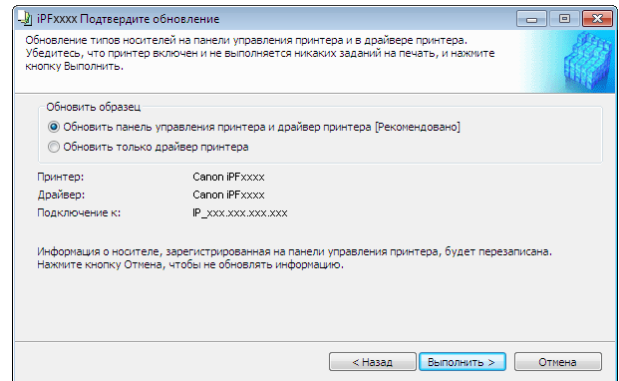 iPFxxxx Подтвердите обновление
Обновление типов носителей на панели управления принтера и в драйвере принтера.
Убедитесь, что принтер включен и не выполняется никаких заданий на печать, и нажмите
кнопку Выполнить.
Обновить образец
Обновить панель управления принтера и драйвер принтера [Рекомендовано]
Обновить только драйвер принтера
Принтер: Canon iPFxxxx
Драйвер: Canon iPFxxxx
Подключение к: IP_xxx.xxx.xxx.xxx
Информация о носителе, зарегистрированная на панели управления принтера, будет перезаписана.
Нажмите кнопку Отмена, чтобы не обновлять информацию.
< Назад Выполнить > Отмена